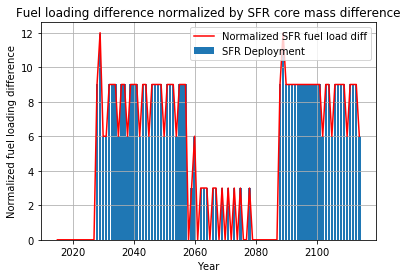 Fuel loading difference normalized by SFR core mass difference
Normalized SFR fuel load diff
SFR Deployment
Normalized fuel loading difference
12
10
8
6
4
2
0
2020
2040
2060
2080
2100
Year